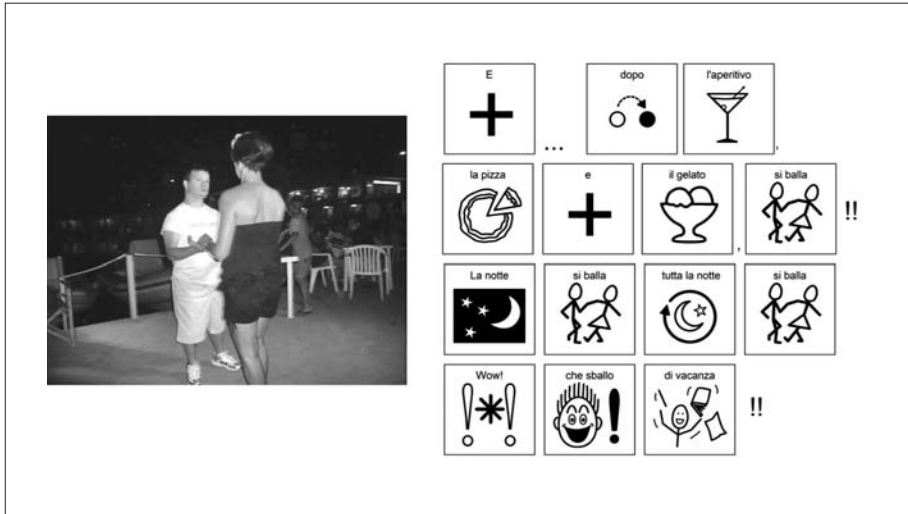 E ... dopo l'aperitivo,
la pizza e il gelato, si balla !!
La notte si balla tutta la notte si balla
Wow! che sballo di vacanza !!